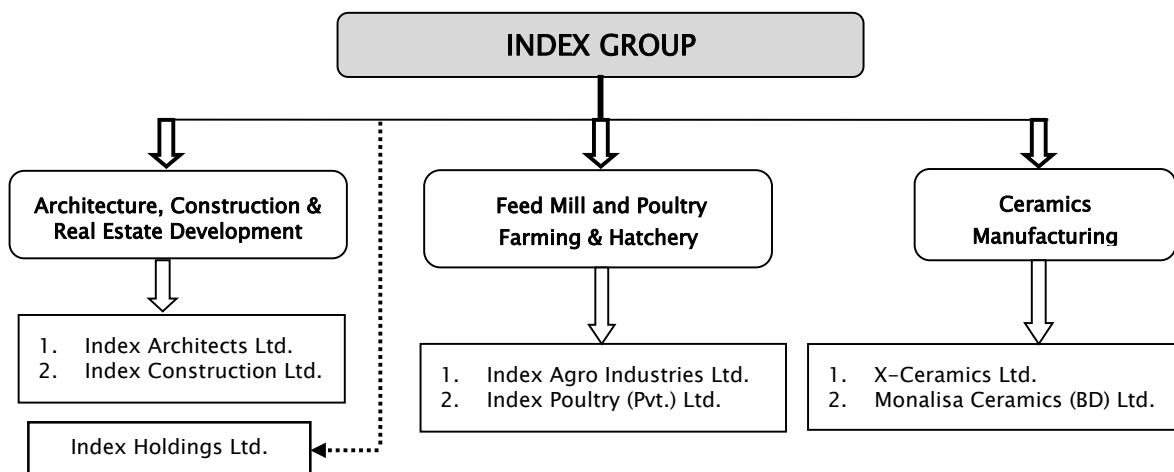 INDEX GROUP
Architecture, Construction &
Real Estate Development
1. Index Architects Ltd.
2. Index Construction Ltd.
Index Holdings Ltd.
Feed Mill and Poultry
Farming & Hatchery
1. Index Agro Industries Ltd.
2. Index Poultry (Pvt.) Ltd.
Ceramics
Manufacturing
1. X-Ceramics Ltd.
2. Monalisa Ceramics (BD) Ltd.